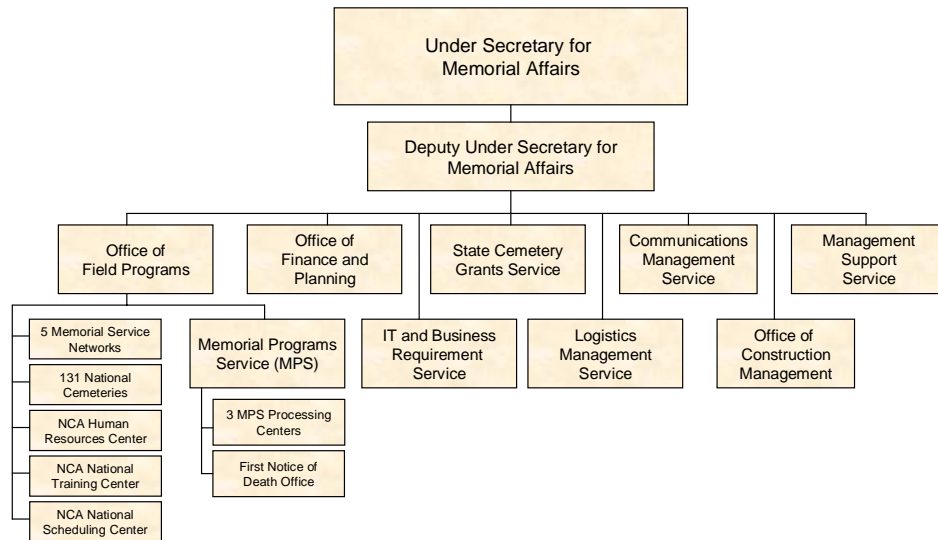 Under Secretary for
Memorial Affairs
Deputy Under Secretary for
Memorial Affairs
Office of
Field Programs
Office of
Finance and
Planning
State Cemetery
Grants Service
Communications
Management
Service
Management
Support
Service
5 Memorial Service
Networks
131 National
Cemeteries
NCA Human
Resources Center
NCA National
Training Center
NCA National
Scheduling Center
Memorial Programs
Service (MPS)
3 MPS Processing
Centers
First Notice of
Death Office
IT and Business
Requirement
Service
Logistics
Management
Service
Office of
Construction
Management